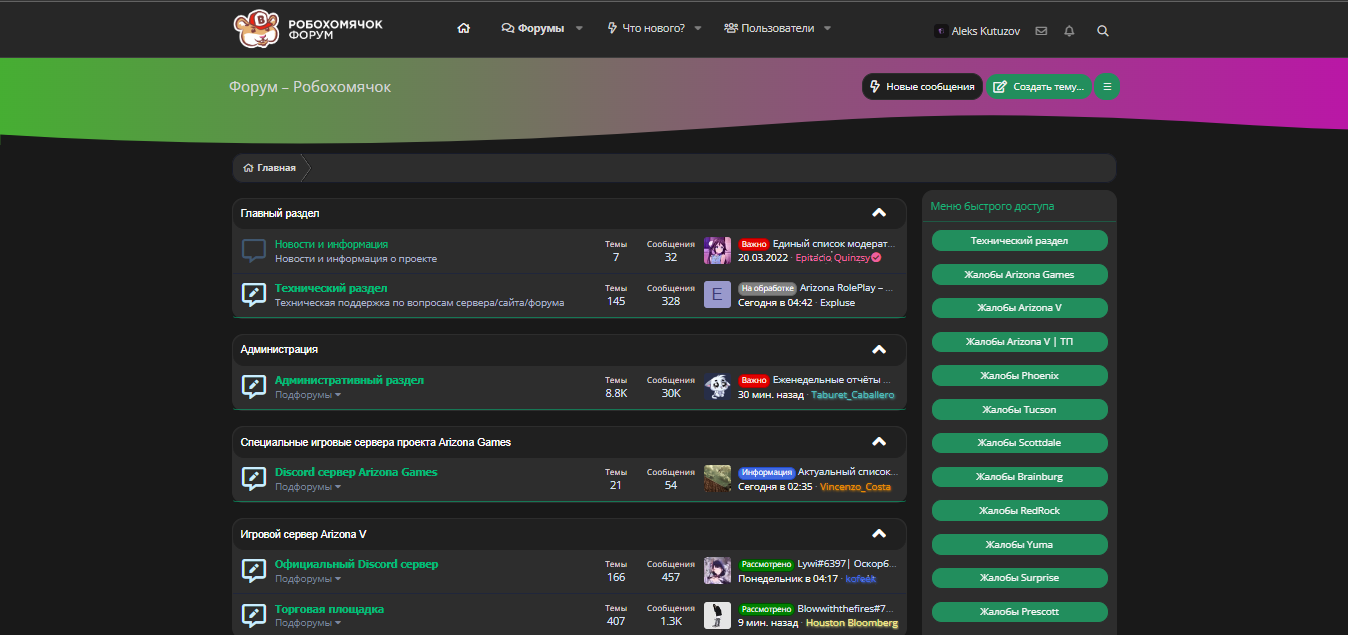 РОБОХОМЯЧОК
ФОРУМ
Форумы
Что нового?
Пользователи
Aleks Kutuzov
Форум – Робохомячок
Новые сообщения
Создать тему...
Главная
Главный раздел
Новости и информация
Новости и информация о проекте
Темы
7
Сообщения
32
Важно Единый список модерат...
20.03.2022 · Epitacio_Quinzsy
Технический раздел
Техническая поддержка по вопросам сервера/сайта/форума
Темы
145
Сообщения
328
E
На обработке Arizona RolePlay – ...
Сегодня в 04:42 · Expluse
Администрация
Административный раздел
Подфорумы
Темы
8.8K
Сообщения
30K
Важно Еженедельные отчёты ...
30 мин. назад · Taburet_Caballero
Специальные игровые сервера проекта Arizona Games
Discord сервер Arizona Games
Подфорумы
Темы
21
Сообщения
54
Информация Актуальный список...
Сегодня в 02:35 · Vincenzo_Costa
Игровой сервер Arizona V
Официальный Discord сервер
Подфорумы
Темы
166
Сообщения
457
Рассмотрено Lywi#6397| Оскорб...
Понедельник в 04:17 ·
Торговая площадка
Подфорумы
Темы
407
Сообщения
1.3K
Рассмотрено Blowwiththefires#7...
9 мин. назад · Houston Bloomberg
Меню быстрого доступа
Технический раздел
Жалобы Arizona Games
Жалобы Arizona V
Жалобы Arizona V | ТП
Жалобы Phoenix
Жалобы Tucson
Жалобы Scottdale
Жалобы Brainburg
Жалобы RedRock
Жалобы Yuma
Жалобы Surprise
Жалобы Prescott